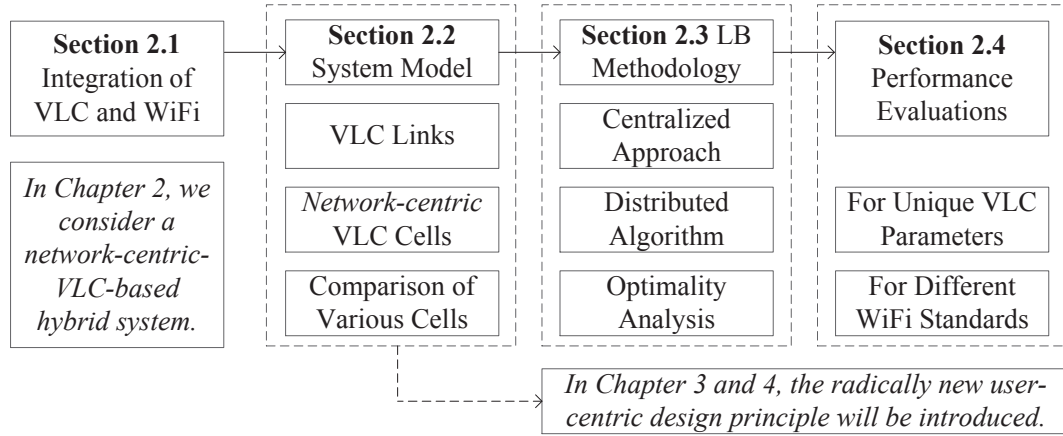 Section 2.1
Integration of
VLC and WiFi
In Chapter 2, we
consider a
network-centric-
VLC-based
hybrid system.
Section 2.2
System Model
VLC Links
Network-centric
VLC Cells
Comparison of
Various Cells
Section 2.3 LB
Methodology
Centralized
Approach
Distributed
Algorithm
Optimality
Analysis
Section 2.4
Performance
Evaluations
For Unique VLC
Parameters
For Different
WiFi Standards
In Chapter 3 and 4, the radically new user-
centric design principle will be introduced.